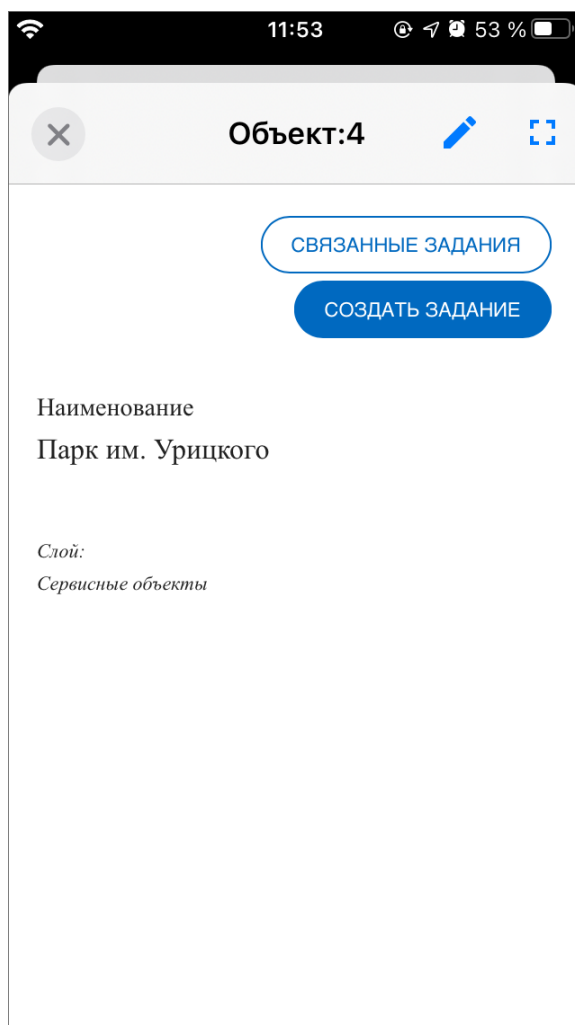 11:53 53 %
Объект:4
СВЯЗАННЫЕ ЗАДАНИЯ
СОЗДАТЬ ЗАДАНИЕ
Наименование
Парк им. Урицкого
Слой:
Сервисные объекты